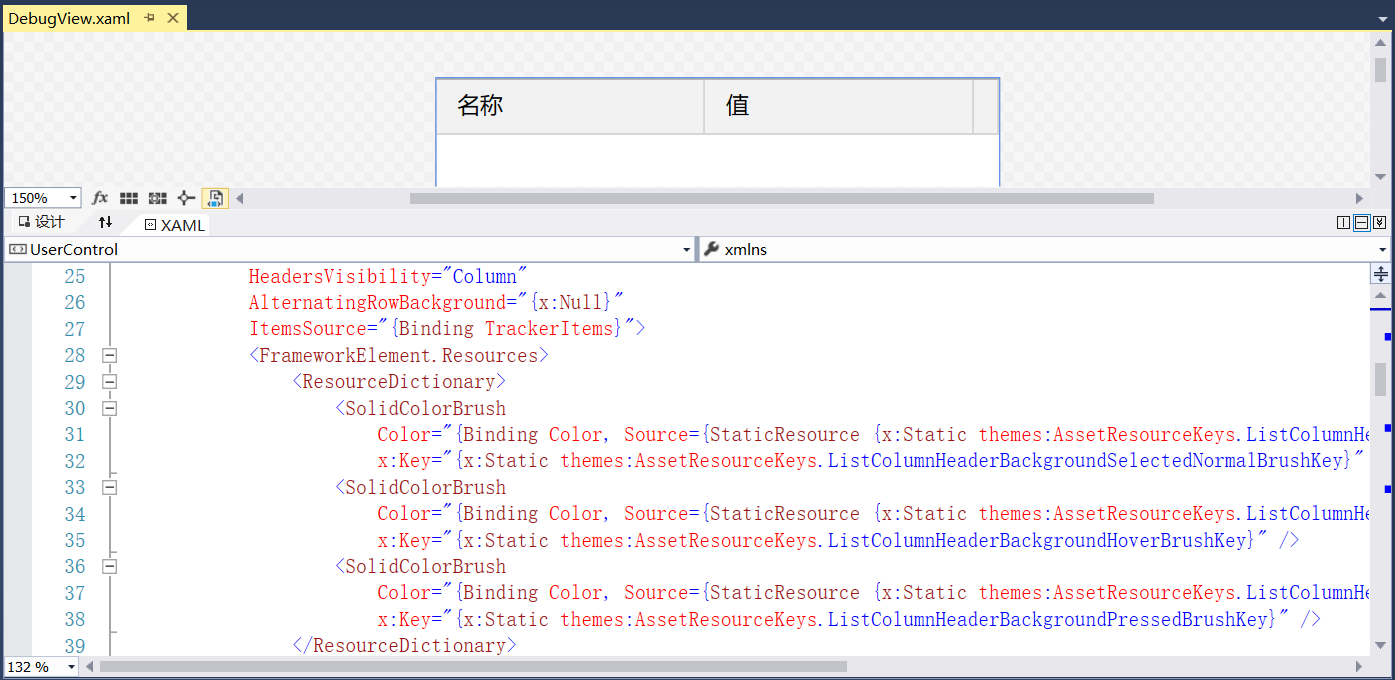 DebugView.xaml
名称 值
150%
设计 XAML
UserControl xmlns
25 HeadersVisibility="Column"
26 AlternatingRowBackground="{x:Null}"
27 ItemsSource="{Binding TrackerItems}">
28 <FrameworkElement.Resources>
29 <ResourceDictionary>
30 <SolidColorBrush
31 Color="{Binding Color, Source={StaticResource {x:Static themes:AssetResourceKeys.ListColumnHe
32 x:Key="{x:Static themes:AssetResourceKeys.ListColumnHeaderBackgroundSelectedNormalBrushKey}"
33 <SolidColorBrush
34 Color="{Binding Color, Source={StaticResource {x:Static themes:AssetResourceKeys.ListColumnHe
35 x:Key="{x:Static themes:AssetResourceKeys.ListColumnHeaderBackgroundHoverBrushKey}" />
36 <SolidColorBrush
37 Color="{Binding Color, Source={StaticResource {x:Static themes:AssetResourceKeys.ListColumnHe
38 x:Key="{x:Static themes:AssetResourceKeys.ListColumnHeaderBackgroundPressedBrushKey}" />
39 </ResourceDictionary>
132 %